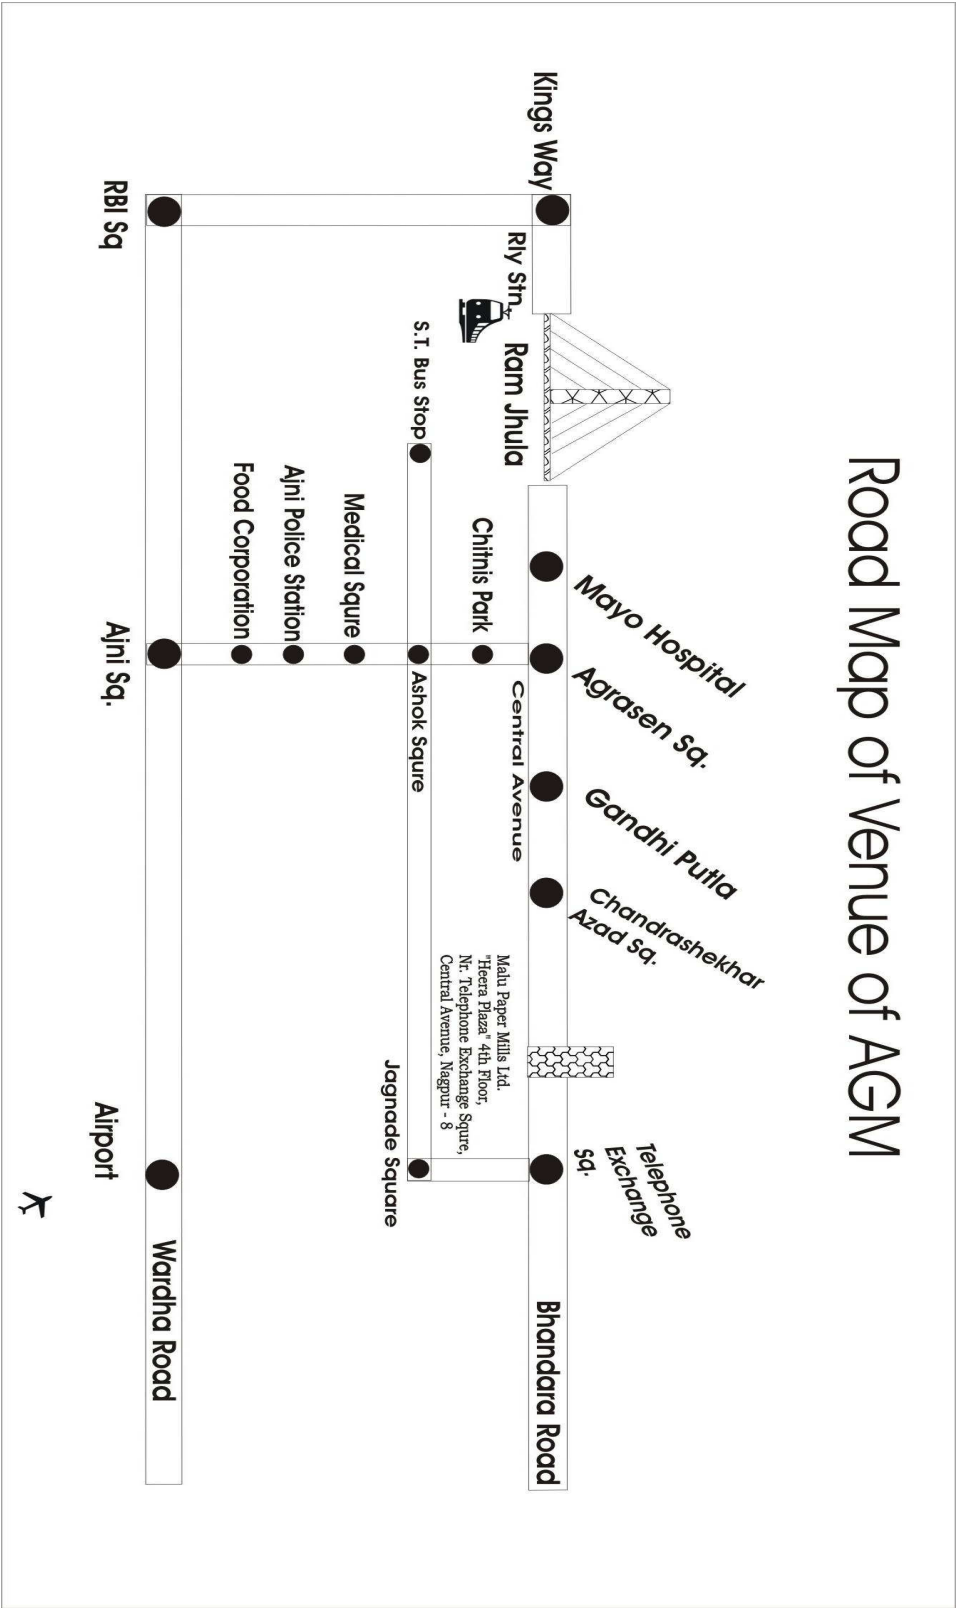 Road Map of Venue of AGM
Kings Way
Rly Stn.
Ram Jhula
Mayo Hospital
Agrasen Sq.
Gandhi Putla
Chandrashekhar
Azad Sq.
Telephone
Exchange
Sq.
Bhandara Road
Central Avenue
Chitnis Park
Malu Paper Mills Ltd.
"Heera Plaza" 4th Floor,
Nr. Telephone Exchange Squre,
Central Avenue, Nagpur - 8
S.T. Bus Stop
Ashok Squre
Jagnade Square
Medical Squre
Ajni Police Station
Food Corporation
RBI Sq
Ajni Sq.
Airport
Wardha Road